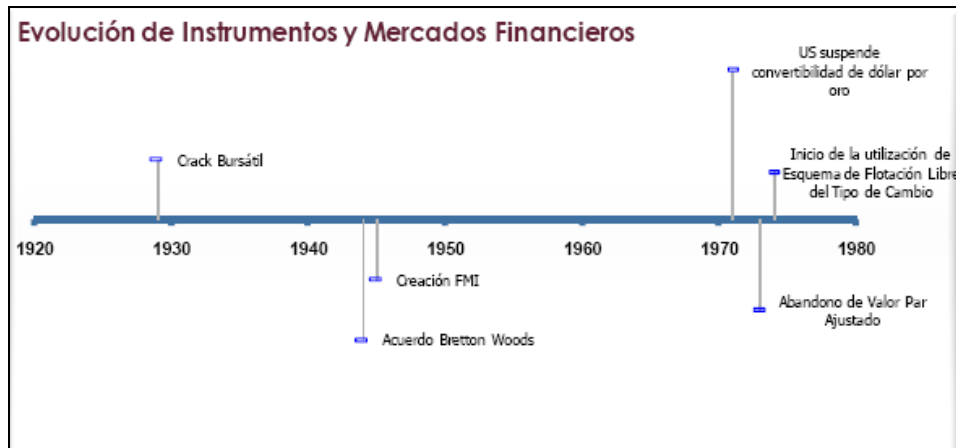 Evolución de Instrumentos y Mercados Financieros
US suspende
convertibilidad de dólar por
oro
Crack Bursátil
Inicio de la utilización de
Esquema de Flotación Libre
del Tipo de Cambio
1920
1930
1940
1950
1960
1970
1980
Creación FMI
Abandono de Valor Par
Ajustado
Acuerdo Bretton Woods